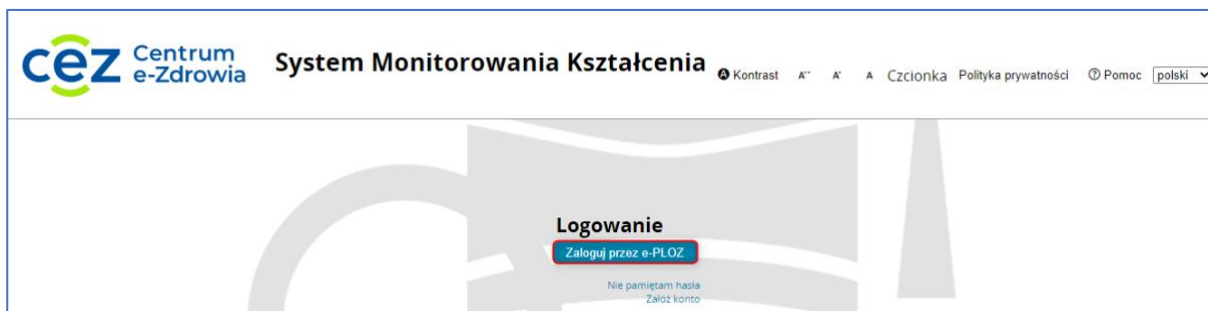 cez Centrum
e-Zdrowia
System Monitorowania Kształcenia
A Kontrast A++ A+ A Czcionka Polityka prywatności ? Pomoc polski
Logowanie
Zaloguj przez e-PLOZ
Nie pamiętam hasła
Załóż konto